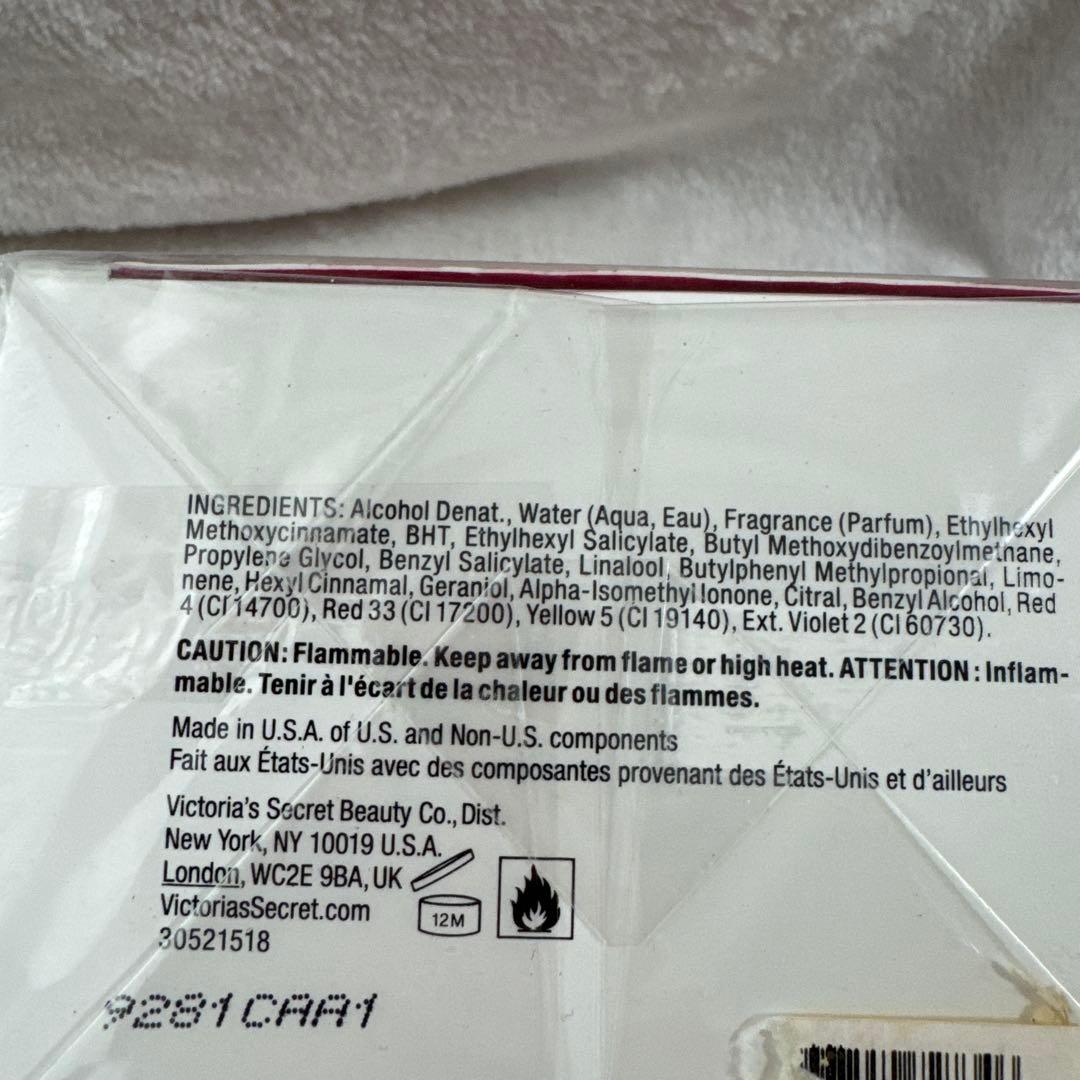 INGREDIENTS: Alcohol Denat., Water (Aqua, Eau), Fragrance (Parfum), Ethylhexyl
Methoxycinnamate, BHT, Ethylhexyl Salicylate, Butyl Methoxydibenzoylmethane,
Propylene Glycol, Benzyl Salicylate, Linalool, Butylphenyl Methylpropional, Limo-
nene, Hexyl Cinnamal, Geraniol, Alpha-Isomethyl Ionone, Citral, Benzyl Alcohol, Red
4 (CI 14700), Red 33 (CI 17200), Yellow 5 (CI 19140), Ext. Violet 2 (CI 60730).
CAUTION: Flammable. Keep away from flame or high heat. ATTENTION : Inflam-
mable. Tenir à l'écart de la chaleur ou des flammes.
Made in U.S.A. of U.S. and Non-U.S. components
Fait aux États-Unis avec des composantes provenant des États-Unis et d'ailleurs
Victoria's Secret Beauty Co., Dist.
New York, NY 10019 U.S.A.
London, WC2E 9BA, UK
VictoriasSecret.com
12M
30521518
9281CAA1